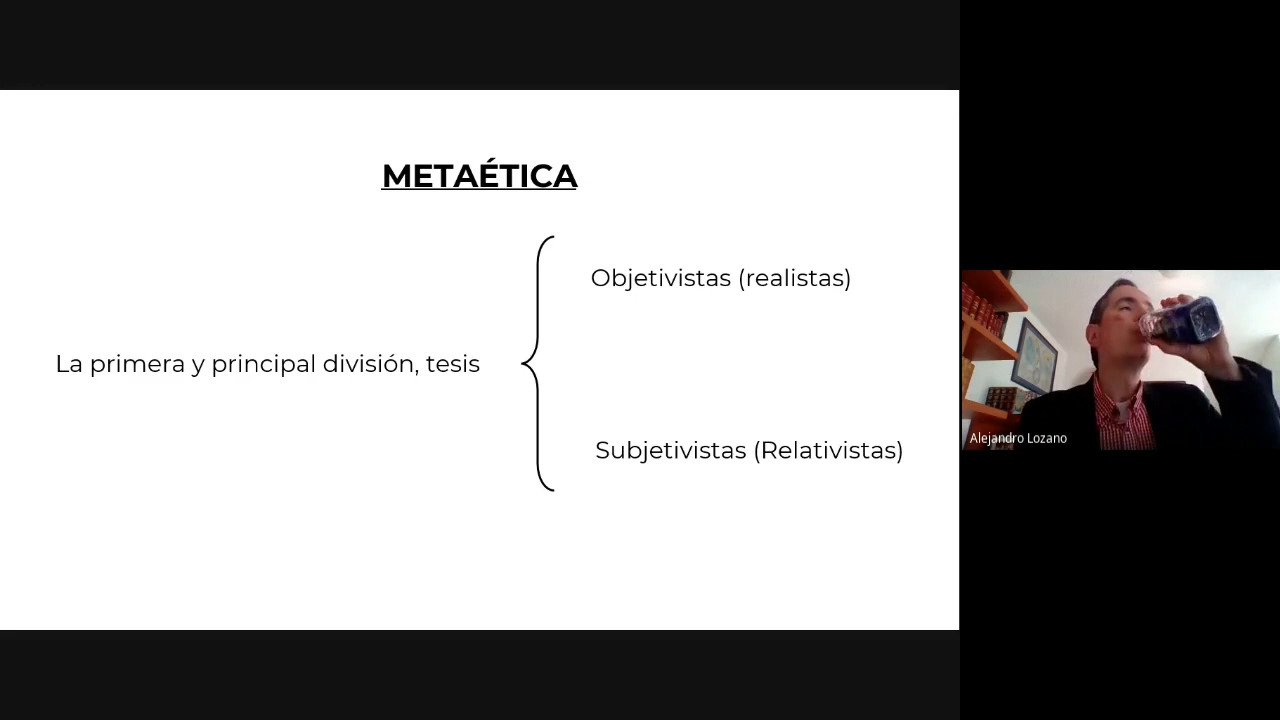 METAÉTICA
Objetivistas (realistas)
La primera y principal división, tesis
Subjetivistas (Relativistas)
Alejandro Lozano